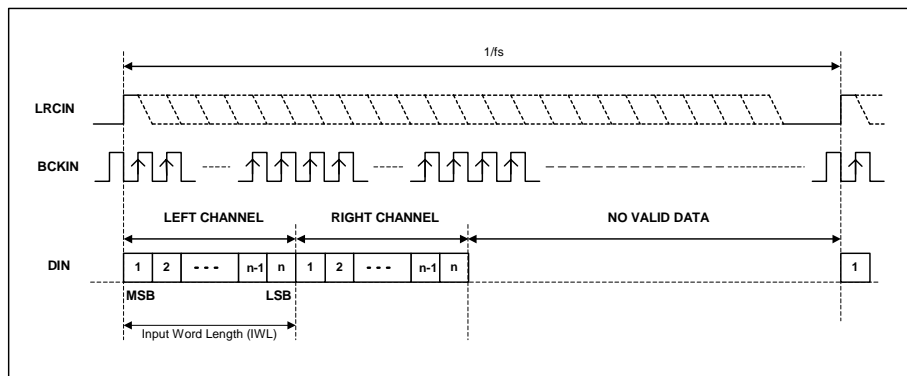 1/fs
LRCIN
BCKIN
LEFT CHANNEL RIGHT CHANNEL NO VALID DATA
DIN 1 2 --- n-1 n 1 2 --- n-1 n 1
MSB LSB
Input Word Length (IWL)